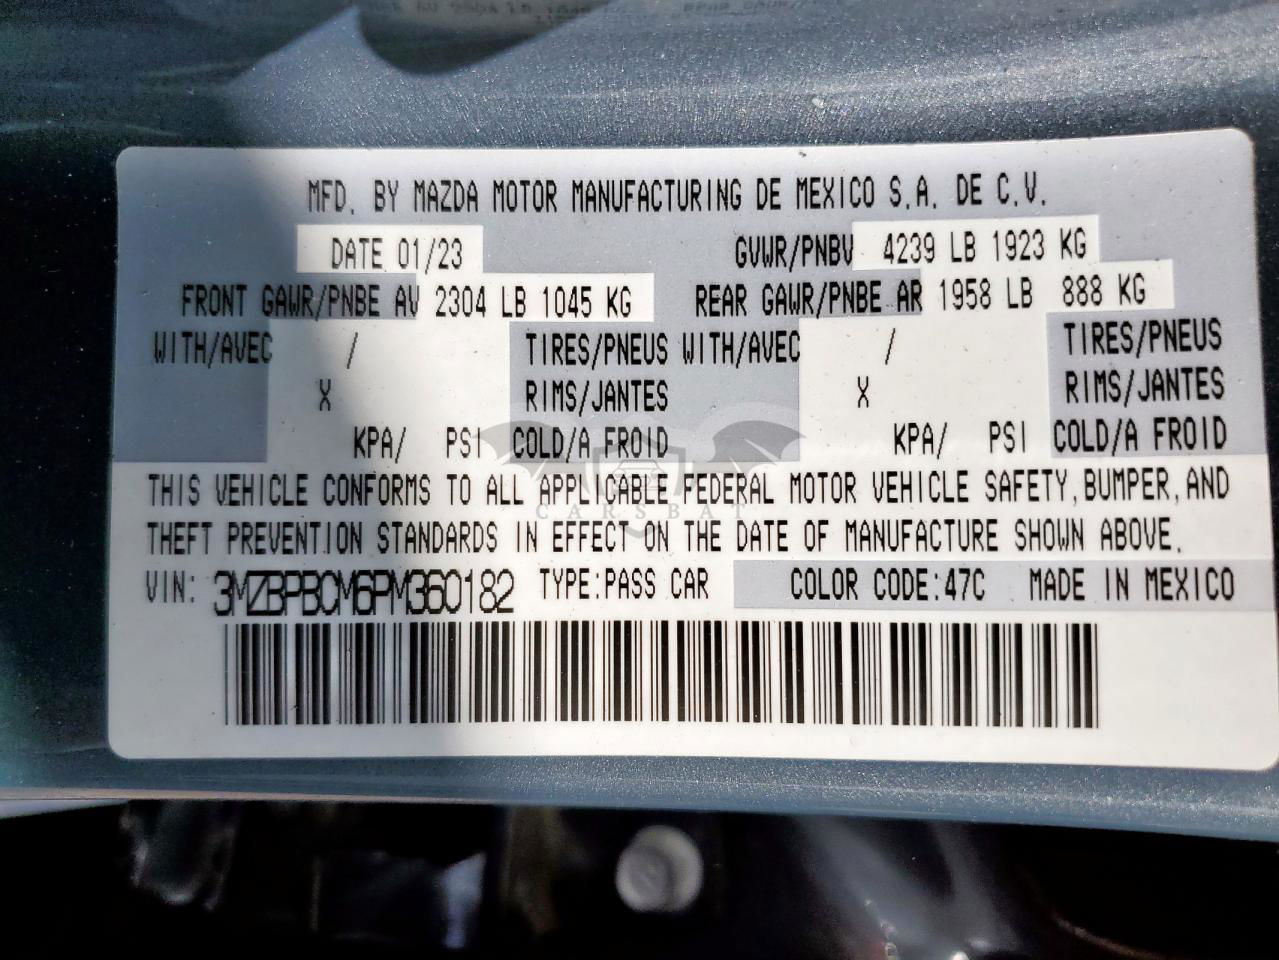 MFD. BY MAZDA MOTOR MANUFACTURING DE MEXICO S.A. DE C.V.
DATE 01/23 GVWR/PNBV 4239 LB 1923 KG
FRONT GAWR/PNBE AV 2304 LB 1045 KG REAR GAWR/PNBE AR 1958 LB 888 KG
WITH/AVEC / TIRES/PNEUS WITH/AVEC / TIRES/PNEUS
X RIMS/JANTES X RIMS/JANTES
KPA/ PSI COLD/A FROID KPA/ PSI COLD/A FROID
THIS VEHICLE CONFORMS TO ALL APPLICABLE FEDERAL MOTOR VEHICLE SAFETY,BUMPER,AND
CARSBAT
THEFT PREVENTION STANDARDS IN EFFECT ON THE DATE OF MANUFACTURE SHOWN ABOVE.
VIN: 3MZBPBCM6PM360182 TYPE:PASS CAR COLOR CODE:47C MADE IN MEXICO